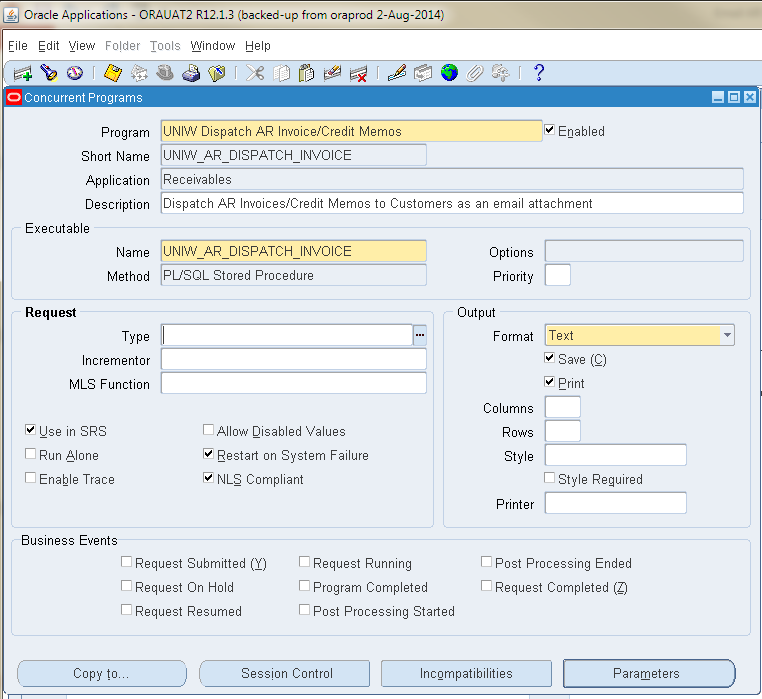 Oracle Applications - ORAUAT2 R12.1.3 (backed-up from oraprod 2-Aug-2014)
File Edit View Folder Tools Window Help
Concurrent Programs
Program UNIW Dispatch AR Invoice/Credit Memos Enabled
Short Name UNIW_AR_DISPATCH_INVOICE
Application Receivables
Description Dispatch AR Invoices/Credit Memos to Customers as an email attachment
Executable
Name UNIW_AR_DISPATCH_INVOICE Options
Method PL/SQL Stored Procedure Priority
Request Output
Type ... Format Text
Incrementor Save (C)
MLS Function Print
Columns
Use in SRS Allow Disabled Values Rows
Run Alone Restart on System Failure Style
Enable Trace NLS Compliant Style Required
Printer
Business Events
Request Submitted (Y) Request Running Post Processing Ended
Request On Hold Program Completed Request Completed (Z)
Request Resumed Post Processing Started
Copy to... Session Control Incompatibilities Parameters